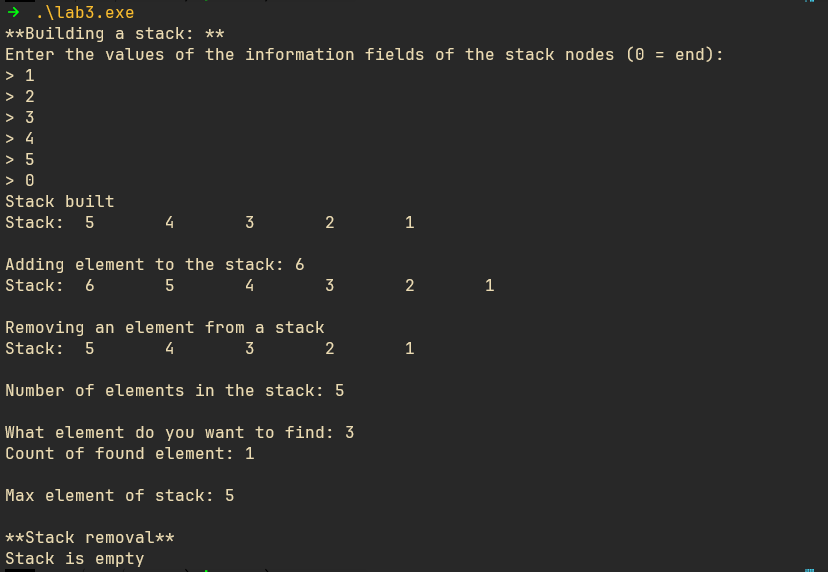 → .\lab3.exe
**Building a stack: **
Enter the values of the information fields of the stack nodes (0 = end):
> 1
> 2
> 3
> 4
> 5
> 0
Stack built
Stack: 5 4 3 2 1
Adding element to the stack: 6
Stack: 6 5 4 3 2 1
Removing an element from a stack
Stack: 5 4 3 2 1
Number of elements in the stack: 5
What element do you want to find: 3
Count of found element: 1
Max element of stack: 5
**Stack removal**
Stack is empty